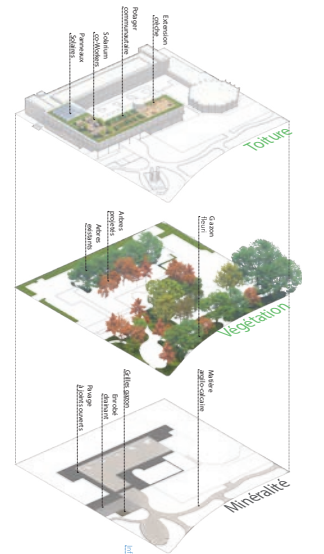 Extension
crèche
Potager
communautaire
Solarium
co-Workers
Panneaux
Solaires
Toiture
Gazon
fleuri
Arbres
projetés
Arbres
existants
Végétation
Matière
argilo-calcaire
Grilles gazon
Enrobé
drainant
Pavage
à joints ouverts
Minéralité